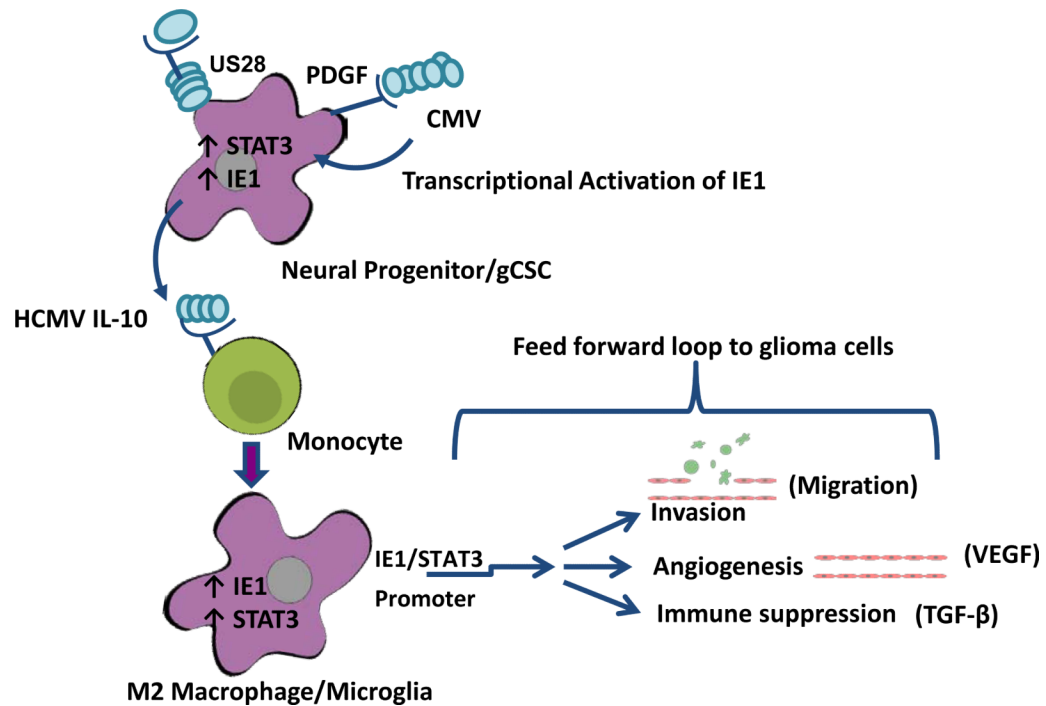 US28
PDGF
CMV
↑ STAT3
↑ IE1
Transcriptional Activation of IE1
Neural Progenitor/gCSC
HCMV IL-10
Monocyte
Feed forward loop to glioma cells
(Migration)
Invasion
IE1/STAT3
Promoter
Angiogenesis
(VEGF)
Immune suppression
(TGF-β)
↑ IE1
↑ STAT3
M2 Macrophage/Microglia